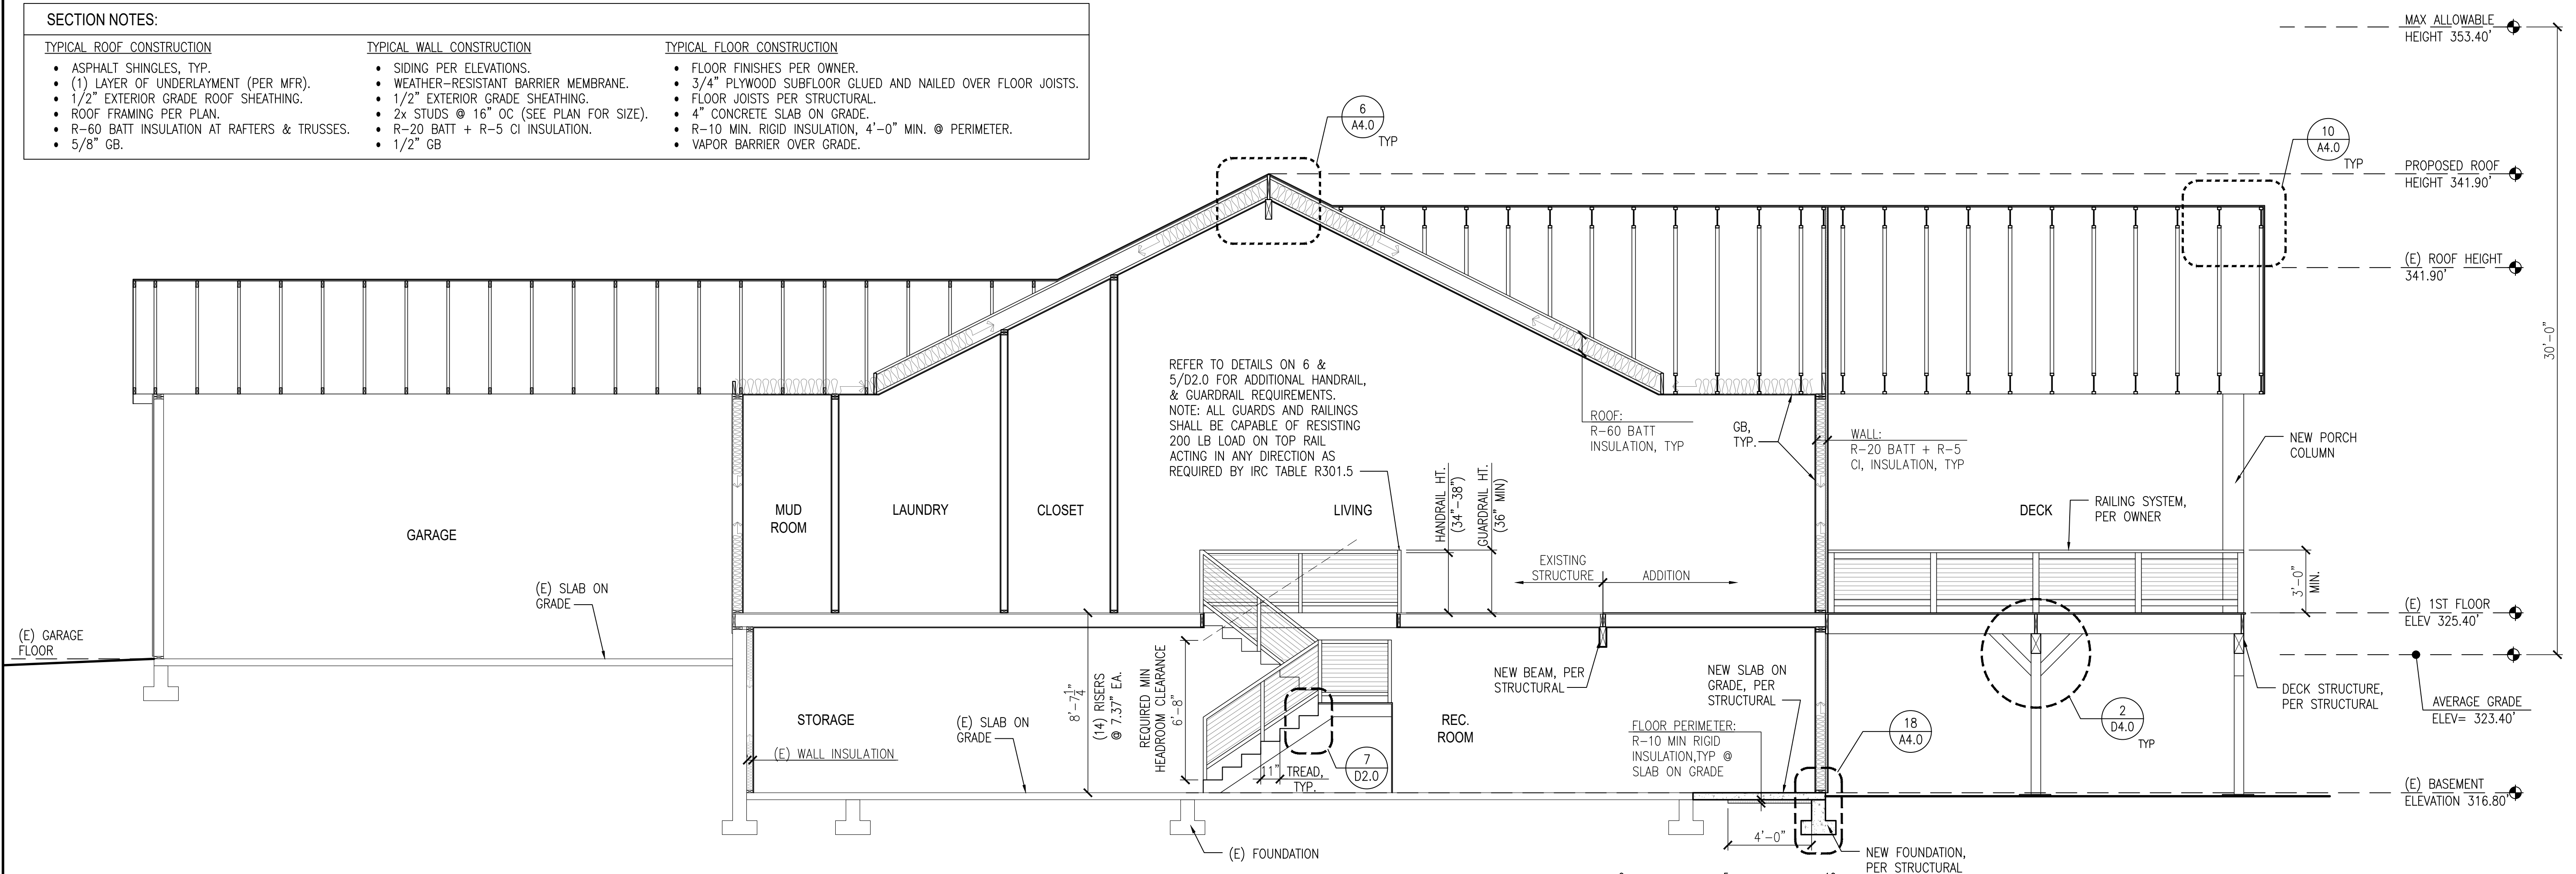 SECTION NOTES:
TYPICAL ROOF CONSTRUCTION
• ASPHALT SHINGLES, TYP.
• (1) LAYER OF UNDERLAYMENT (PER MFR).
• 1/2" EXTERIOR GRADE ROOF SHEATHING.
• ROOF FRAMING PER PLAN.
• R-60 BATT INSULATION AT RAFTERS & TRUSSES.
• 5/8" GB.
TYPICAL WALL CONSTRUCTION
• SIDING PER ELEVATIONS.
• WEATHER-RESISTANT BARRIER MEMBRANE.
• 1/2" EXTERIOR GRADE SHEATHING.
• 2x STUDS @ 16" OC (SEE PLAN FOR SIZE).
• R-20 BATT + R-5 CI INSULATION.
• 1/2" GB
TYPICAL FLOOR CONSTRUCTION
• FLOOR FINISHES PER OWNER.
• 3/4" PLYWOOD SUBFLOOR GLUED AND NAILED OVER FLOOR JOISTS.
• FLOOR JOISTS PER STRUCTURAL.
• 4" CONCRETE SLAB ON GRADE.
• R-10 MIN. RIGID INSULATION, 4'-0" MIN. @ PERIMETER.
• VAPOR BARRIER OVER GRADE.
MAX ALLOWABLE
HEIGHT 353.40'
6
A4.0
TYP
10
A4.0
TYP
PROPOSED ROOF
HEIGHT 341.90'
(E) ROOF HEIGHT
341.90'
30'-0"
REFER TO DETAILS ON 6 &
5/D2.0 FOR ADDITIONAL HANDRAIL,
& GUARDRAIL REQUIREMENTS.
NOTE: ALL GUARDS AND RAILINGS
SHALL BE CAPABLE OF RESISTING
200 LB LOAD ON TOP RAIL
ACTING IN ANY DIRECTION AS
REQUIRED BY IRC TABLE R301.5
ROOF:
R-60 BATT
INSULATION, TYP
GB,
TYP.
WALL:
R-20 BATT + R-5
CI, INSULATION, TYP
NEW PORCH
COLUMN
HANDRAIL HT.
(34"-38")
GUARDRAIL HT.
(36" MIN)
GARAGE
MUD
ROOM
LAUNDRY
CLOSET
LIVING
DECK
RAILING SYSTEM,
PER OWNER
EXISTING
STRUCTURE
ADDITION
3'-0"
MIN.
(E) SLAB ON
GRADE
(E) GARAGE
FLOOR
(E) 1ST FLOOR
ELEV 325.40'
8'-7 1/4"
(14) RISERS
@ 7.37" EA.
REQUIRED MIN
HEADROOM CLEARANCE
6'-8"
NEW BEAM, PER
STRUCTURAL
NEW SLAB ON
GRADE, PER
STRUCTURAL
DECK STRUCTURE,
PER STRUCTURAL
AVERAGE GRADE
ELEV= 323.40'
STORAGE
(E) SLAB ON
GRADE
REC.
ROOM
FLOOR PERIMETER:
R-10 MIN RIGID
INSULATION,TYP @
SLAB ON GRADE
18
A4.0
2
D4.0
TYP
(E) WALL INSULATION
11" TREAD,
TYP.
7
D2.0
(E) BASEMENT
ELEVATION 316.80'
4'-0"
(E) FOUNDATION
NEW FOUNDATION,
PER STRUCTURAL